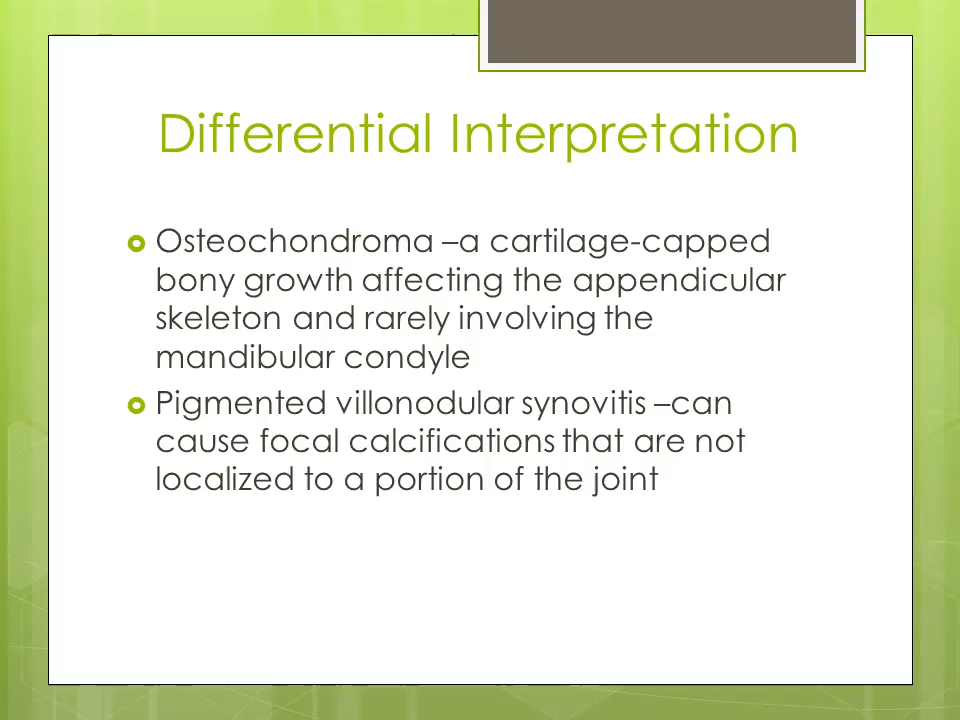 Differential Interpretation
Osteochondroma –a cartilage-capped
bony growth affecting the appendicular
skeleton and rarely involving the
mandibular condyle
Pigmented villonodular synovitis –can
cause focal calcifications that are not
localized to a portion of the joint